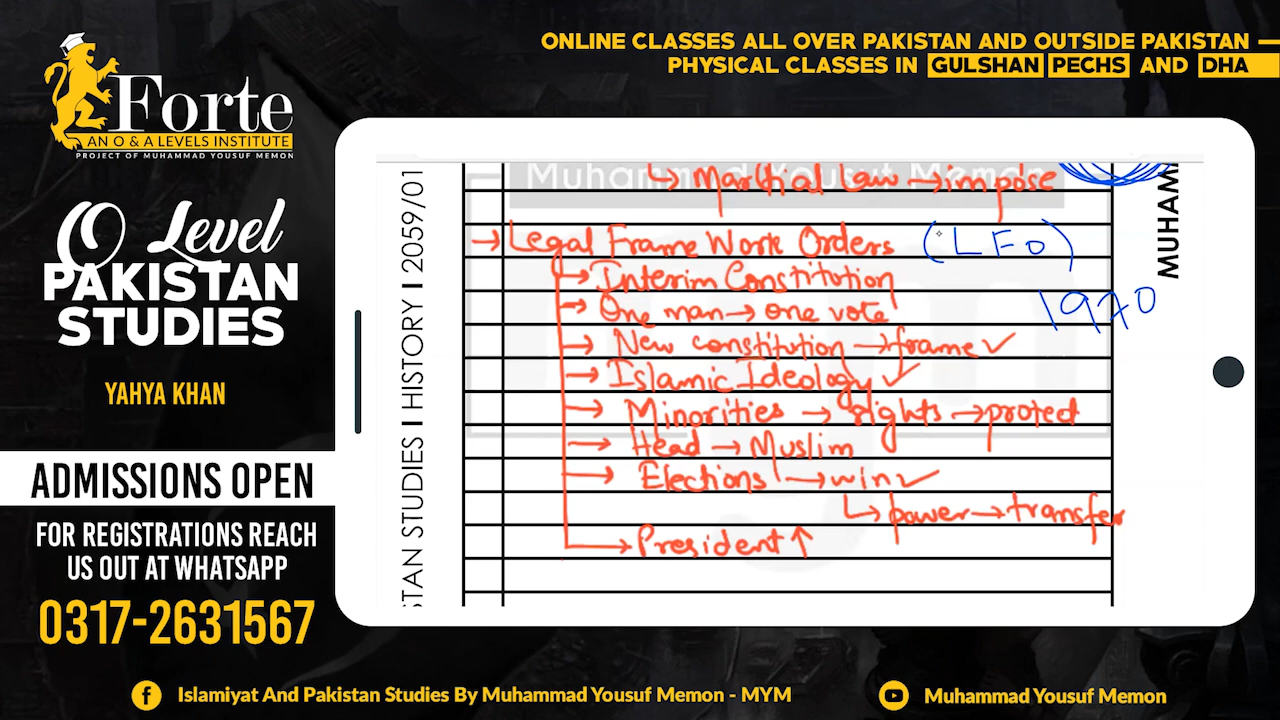 ONLINE CLASSES ALL OVER PAKISTAN AND OUTSIDE PAKISTAN
PHYSICAL CLASSES IN GULSHAN PECHS AND DHA
Forte
AN O & A LEVELS INSTITUTE
PROJECT OF MUHAMMAD YOUSUF MEMON
O Level
PAKISTAN
STUDIES
YAHYA KHAN
ADMISSIONS OPEN
FOR REGISTRATIONS REACH
US OUT AT WHATSAPP
0317-2631567
STAN STUDIES I HISTORY I 2059/01
Muhammad Yousuf Memo
MUHAM
↳ Martial Law → impose
→ Legal Frame Work Orders (LFO)
1970
→ Interim Constitution
→ One man → one vote
→ New constitution → frame ✓
→ Islamic Ideology ✓
→ Minorities → rights → protect
→ Head → Muslim
→ Elections → win ✓
↳ power → transfer
→ President ↑
Islamiyat And Pakistan Studies By Muhammad Yousuf Memon - MYM
Muhammad Yousuf Memon